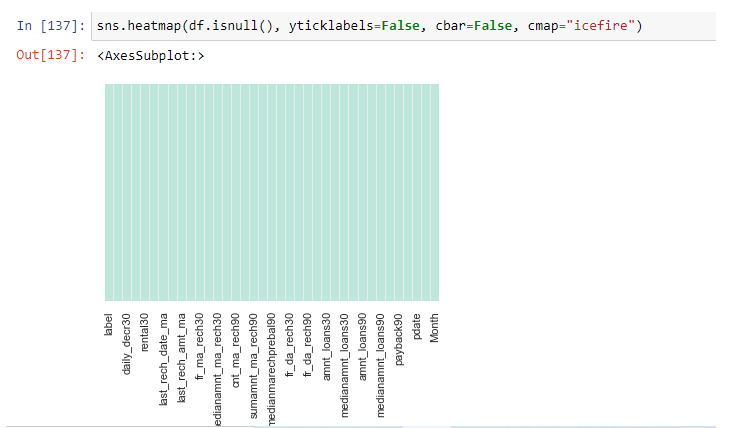 In [137]: sns.heatmap(df.isnull(), yticklabels=False, cbar=False, cmap="icefire")
Out[137]: <AxesSubplot:>
label
daily_decr30
rental30
last_rech_date_ma
last_rech_amt_ma
fr_ma_rech30
edianamnt_ma_rech30
cnt_ma_rech90
sumamnt_ma_rech90
nedianmarechprebal90
fr_da_rech30
fr_da_rech90
amnt_loans30
medianamnt_loans30
amnt_loans90
medianamnt_loans90
payback90
pdate
Month